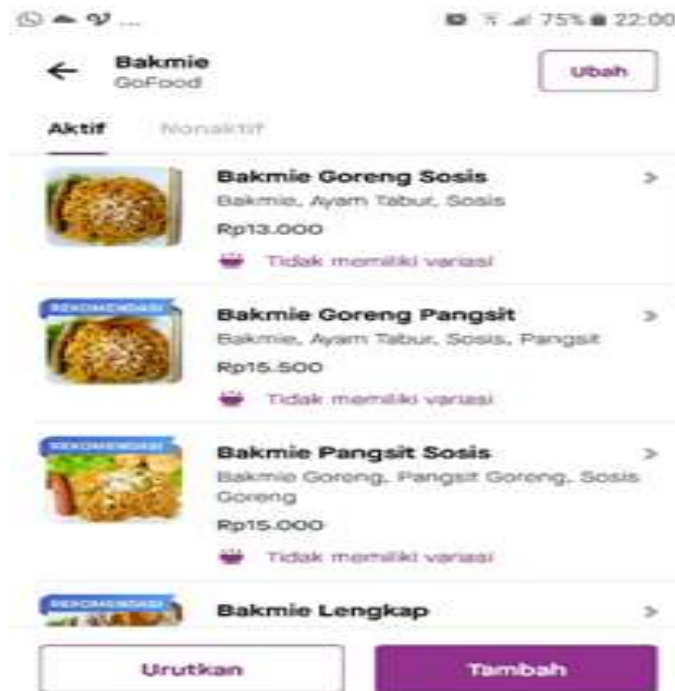 ... 75% 22:00
Bakmie
GoFood
Ubah
Aktif Nonaktif
Bakmie Goreng Sosis
Bakmie, Ayam Tabur, Sosis
Rp13.000
Tidak memiliki variasi
REKOMENDASI
Bakmie Goreng Pangsit
Bakmie, Ayam Tabur, Sosis, Pangsit
Rp15.500
Tidak memiliki variasi
REKOMENDASI
Bakmie Pangsit Sosis
Bakmie Goreng, Pangsit Goreng, Sosis
Goreng
Rp15.000
Tidak memiliki variasi
REKOMENDASI
Bakmie Lengkap
Urutkan Tambah